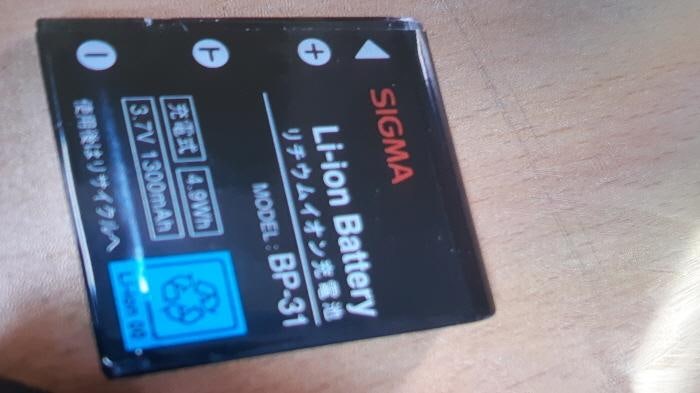 SIGMA
Li-ion Battery
リチウムイオン充電池
MODEL : BP-31
充電式 4.9Wh
3.7V 1300mAh
使用後はリサイクルへ
Li-ion 00
+
T
−